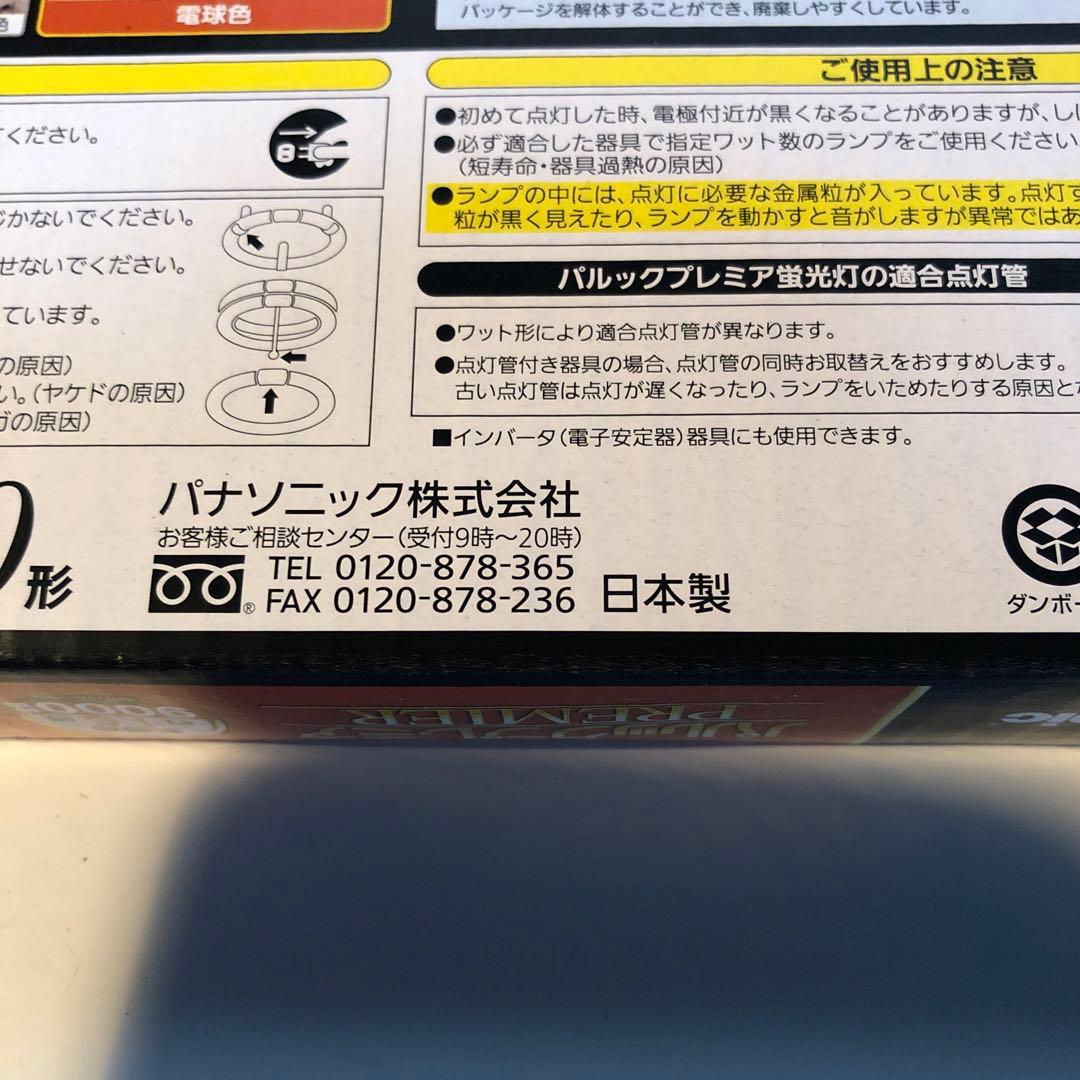 色
電球色
パッケージを解体することができ、廃棄しやすくしています。
ください。
じかないでください。
せないでください。
ています。
の原因)
い。(ヤケドの原因)
ガの原因)
ご使用上の注意
●初めて点灯した時、電極付近が黒くなることがありますが、しば
●必ず適合した器具で指定ワット数のランプをご使用ください
(短寿命・器具過熱の原因)
●ランプの中には、点灯に必要な金属粒が入っています。点灯す
粒が黒く見えたり、ランプを動かすと音がしますが異常ではあ
パルックプレミア蛍光灯の適合点灯管
●ワット形により適合点灯管が異なります。
●点灯管付き器具の場合、点灯管の同時お取替えをおすすめします。
古い点灯管は点灯が遅くなったり、ランプをいためたりする原因とな
■インバータ(電子安定器)器具にも使用できます。
0形
パナソニック株式会社
お客様ご相談センター(受付9時〜20時)
TEL 0120-878-365
FAX 0120-878-236
®
日本製
ダンボー
9000
パルックプレミア
PREMIER
nic